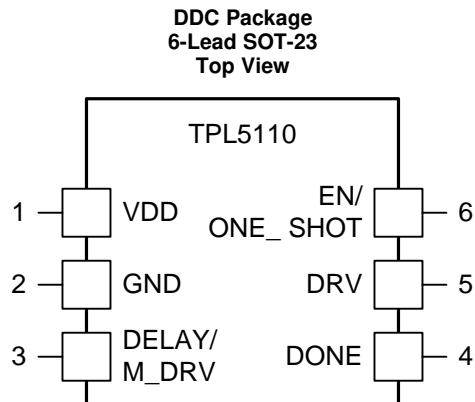 DDC Package
6-Lead SOT-23
Top View
TPL5110
1 VDD
EN/
ONE_ SHOT 6
2 GND
DRV 5
3 DELAY/
M_DRV
DONE 4